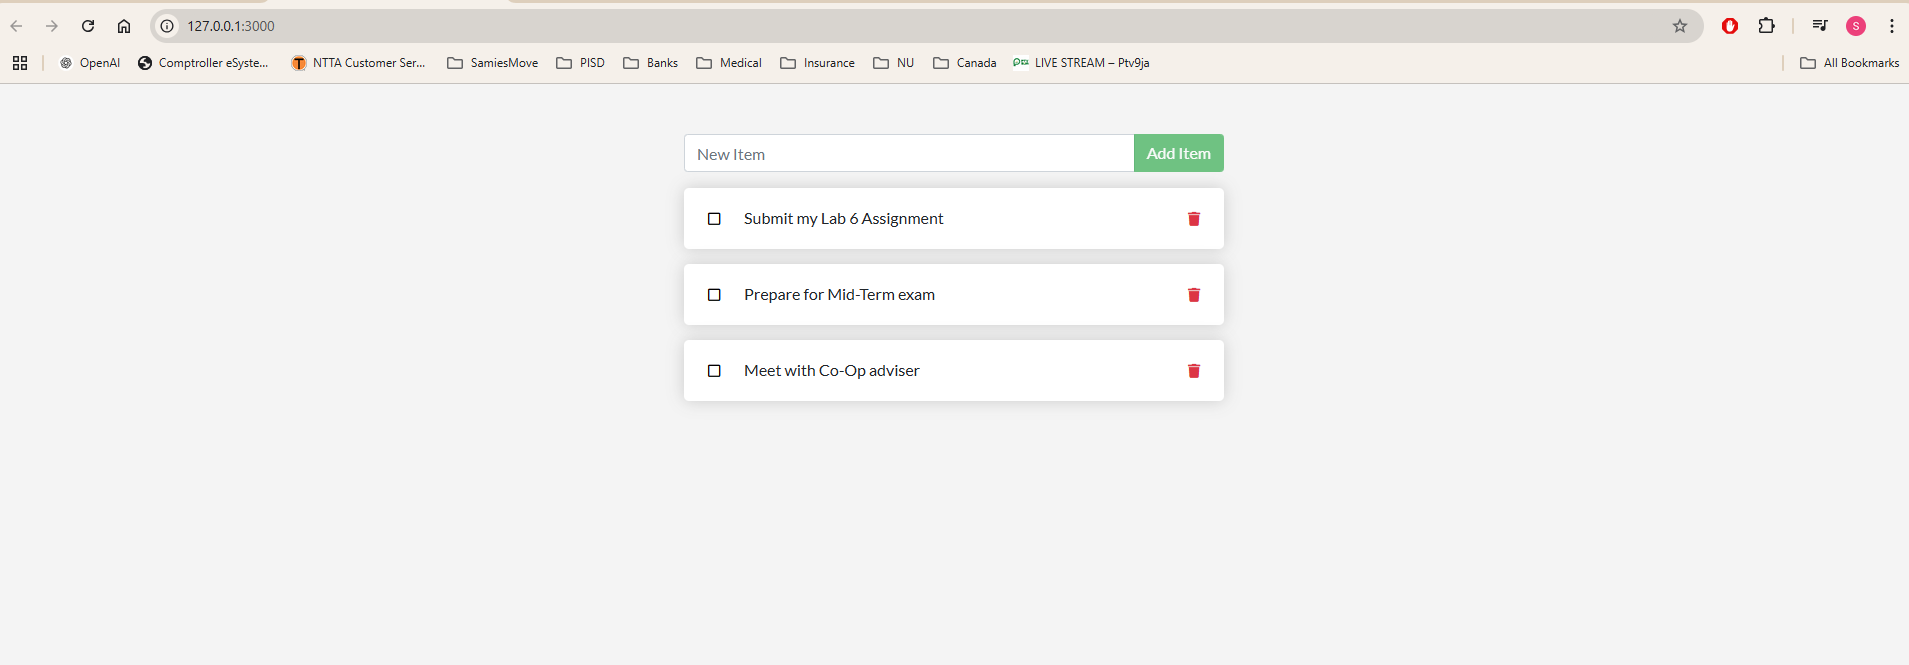 127.0.0.1:3000
S
OpenAI Comptroller eSyste... NTTA Customer Ser... SamiesMove PISD Banks Medical Insurance NU Canada LIVE STREAM – Ptv9ja All Bookmarks
New Item Add Item
Submit my Lab 6 Assignment
Prepare for Mid-Term exam
Meet with Co-Op adviser